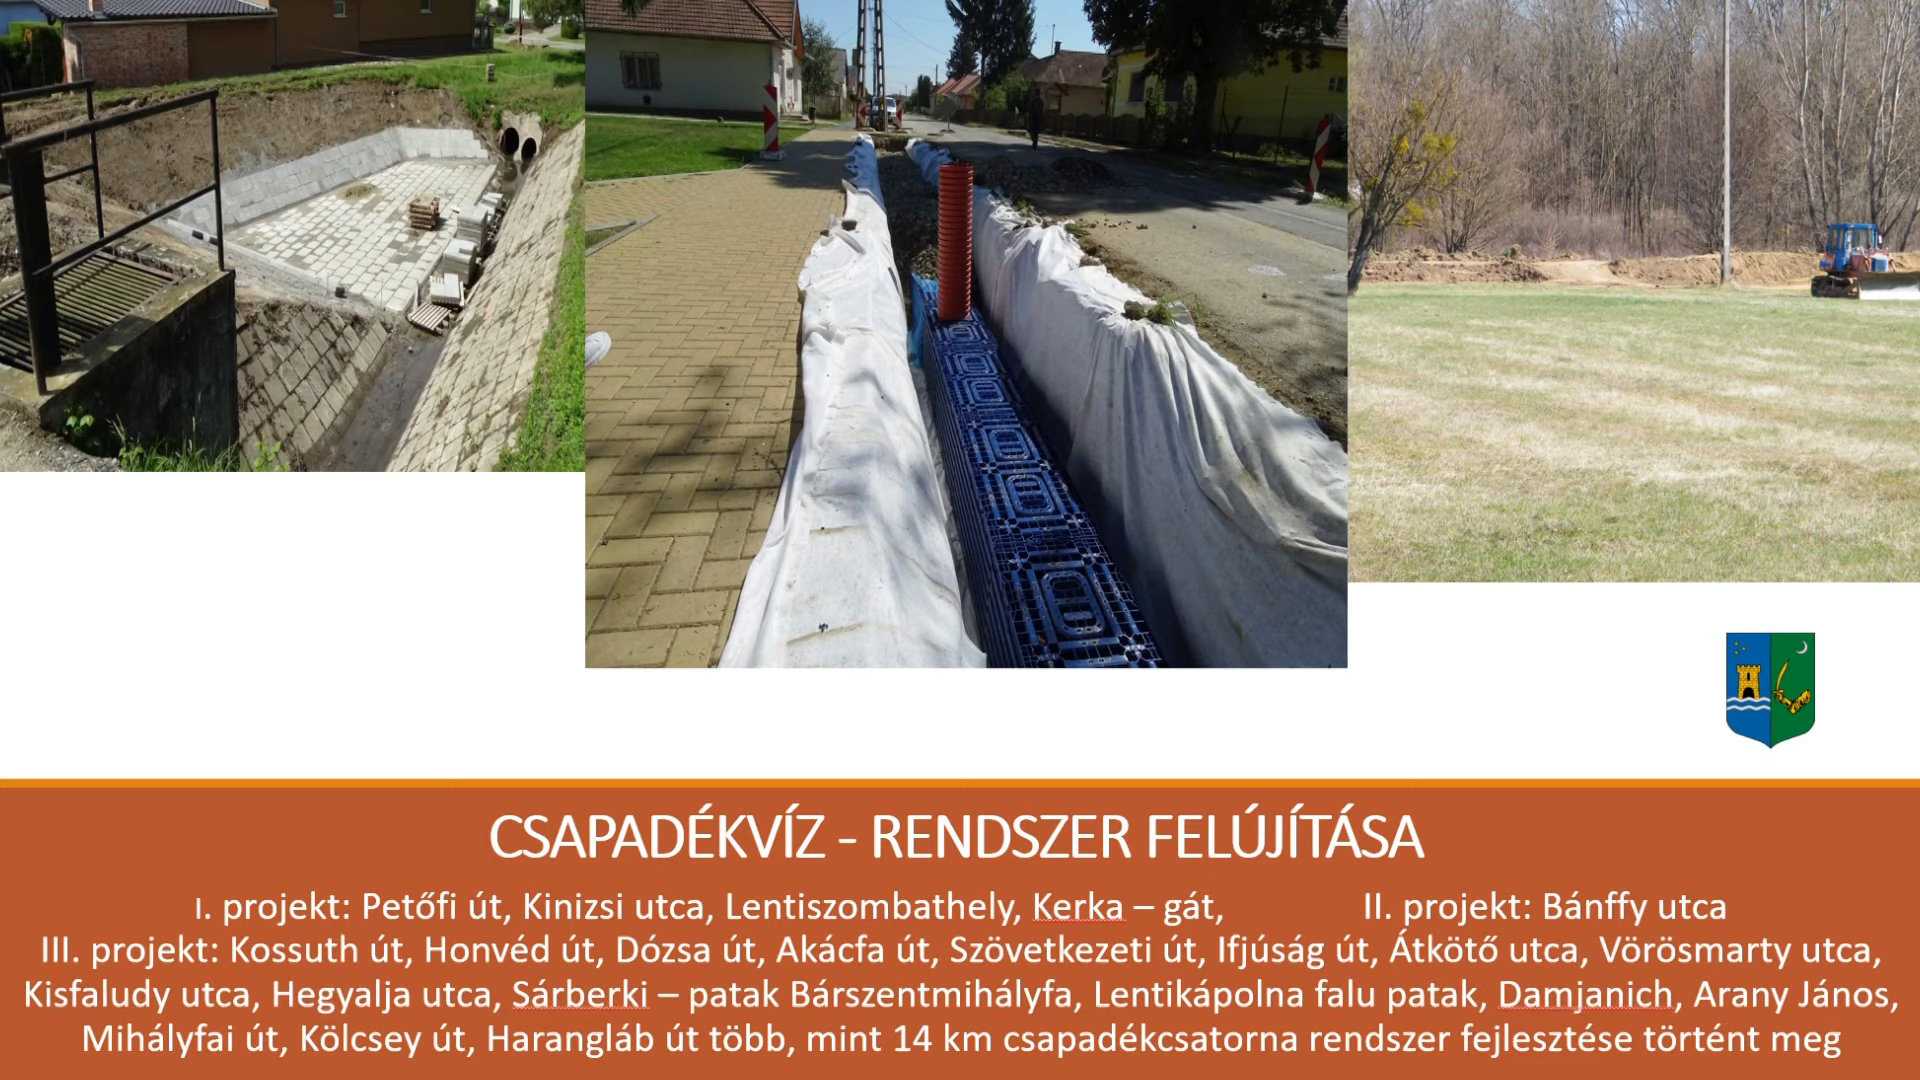 CSAPADÉKVÍZ - RENDSZER FELÚJÍTÁSA
I. projekt: Petőfi út, Kinizsi utca, Lentiszombathely, Kerka – gát, II. projekt: Bánffy utca
III. projekt: Kossuth út, Honvéd út, Dózsa út, Akácfa út, Szövetkezeti út, Ifjúság út, Átkötő utca, Vörösmarty utca,
Kisfaludy utca, Hegyalja utca, Sárberki – patak Bárszentmihályfa, Lentikápolna falu patak, Damjanich, Arany János,
Mihályfai út, Kölcsey út, Harangláb út több, mint 14 km csapadékcsatorna rendszer fejlesztése történt meg